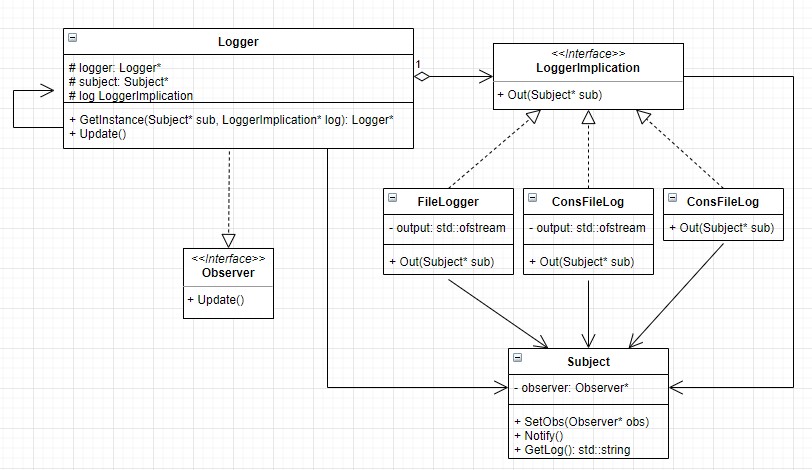 Logger
# logger: Logger*
# subject: Subject*
# log LoggerImplication
+ GetInstance(Subject* sub, LoggerImplication* log): Logger*
+ Update()
1
<<Interface>>
LoggerImplication
+ Out(Subject* sub)
FileLogger
- output: std::ofstream
+ Out(Subject* sub)
ConsFileLog
- output: std::ofstream
+ Out(Subject* sub)
ConsFileLog
+ Out(Subject* sub)
<<Interface>>
Observer
+ Update()
Subject
- observer: Observer*
+ SetObs(Observer* obs)
+ Notify()
+ GetLog(): std::string